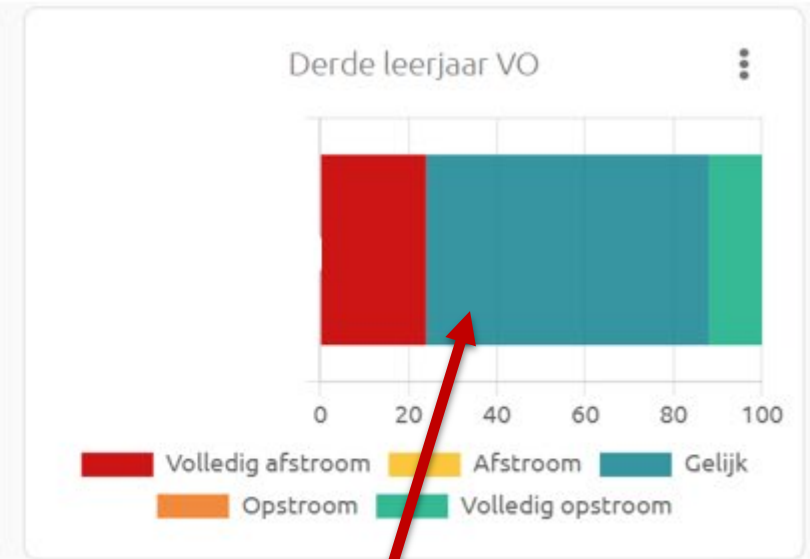 Derde leerjaar VO
0 20 40 60 80 100
Volledig afstroom Afstroom Gelijk
Opstroom Volledig opstroom